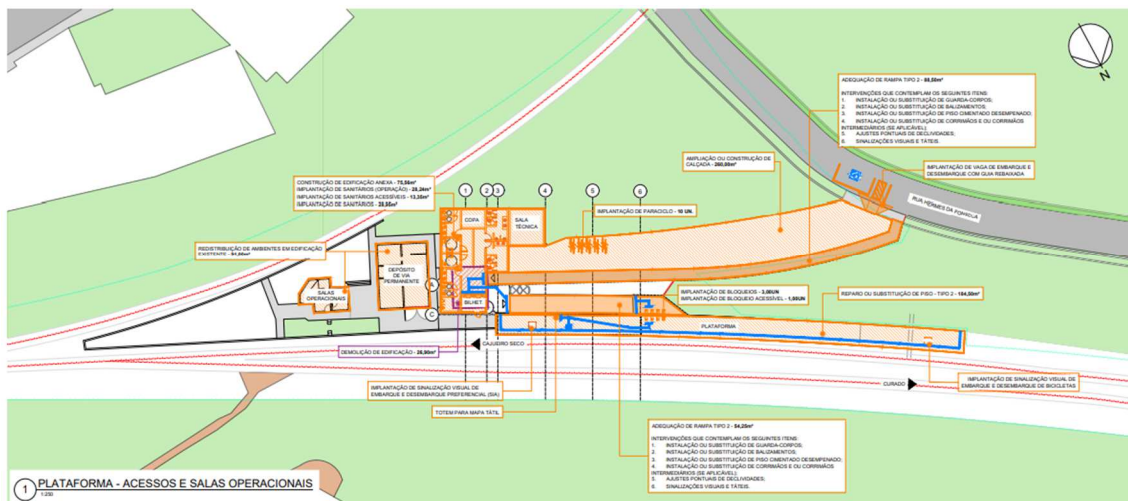 N
ADEQUAÇÃO DE RAMPA TIPO 2 - 88,50m²
INTERVENÇÕES QUE CONTEMPLAM OS SEGUINTES ITENS:
1. INSTALAÇÃO OU SUBSTITUIÇÃO DE GUARDA-CORPOS;
2. INSTALAÇÃO OU SUBSTITUIÇÃO DE BALIZAMENTOS;
3. INSTALAÇÃO OU SUBSTITUIÇÃO DE PISO CIMENTADO DESEMPENADO;
4. INSTALAÇÃO OU SUBSTITUIÇÃO DE CORRIMÃOS E OU CORRIMÃOS
INTERMEDIÁRIOS (SE APLICÁVEL);
5. AJUSTES PONTUAIS DE DECLIVIDADES;
6. SINALIZAÇÕES VISUAIS E TÁTEIS.
AMPLIAÇÃO OU CONSTRUÇÃO DE
CALÇADA - 260,00m²
IMPLANTAÇÃO DE VAGA DE EMBARQUE E
DESEMBARQUE COM GUIA REBAIXADA
RUA HERMES DA FONSECA
CONSTRUÇÃO DE EDIFICAÇÃO ANEXA - 75,50m²
IMPLANTAÇÃO DE SANITÁRIOS (OPERAÇÃO) - 28,24m²
IMPLANTAÇÃO DE SANITÁRIOS ACESSÍVEIS - 13,35m²
IMPLANTAÇÃO DE SANITÁRIOS -
1
2
3
4
5
6
COPA
SALA
TÉCNICA
IMPLANTAÇÃO DE PARACICLO - 10 UN.
REDISTRIBUIÇÃO DE AMBIENTES EM EDIFICAÇÃO
EXISTENTE -
DEPÓSITO
DE VIA
PERMANENTE
SALAS
OPERACIONAIS
A
C
BILHET.
IMPLANTAÇÃO DE BLOQUEIOS - 3,00UN
IMPLANTAÇÃO DE BLOQUEIO ACESSÍVEL - 1,00UN
REPARO OU SUBSTITUIÇÃO DE PISO - TIPO 2 - 184,50m²
PLATAFORMA
DEMOLIÇÃO DE EDIFICAÇÃO - 26,90m²
CAJUEIRO SECO
CURADO
IMPLANTAÇÃO DE SINALIZAÇÃO VISUAL DE
EMBARQUE E DESEMBARQUE PREFERENCIAL (SIA)
IMPLANTAÇÃO DE SINALIZAÇÃO VISUAL DE
EMBARQUE E DESEMBARQUE DE BICICLETAS
TOTEM PARA MAPA TÁTIL
ADEQUAÇÃO DE RAMPA TIPO 2 - 54,25m²
INTERVENÇÕES QUE CONTEMPLAM OS SEGUINTES ITENS:
1. INSTALAÇÃO OU SUBSTITUIÇÃO DE GUARDA-CORPOS;
2. INSTALAÇÃO OU SUBSTITUIÇÃO DE BALIZAMENTOS;
3. INSTALAÇÃO OU SUBSTITUIÇÃO DE PISO CIMENTADO DESEMPENADO;
4. INSTALAÇÃO OU SUBSTITUIÇÃO DE CORRIMÃOS E OU CORRIMÃOS
INTERMEDIÁRIOS (SE APLICÁVEL);
5. AJUSTES PONTUAIS DE DECLIVIDADES;
6. SINALIZAÇÕES VISUAIS E TÁTEIS.
1 PLATAFORMA - ACESSOS E SALAS OPERACIONAIS
1:250